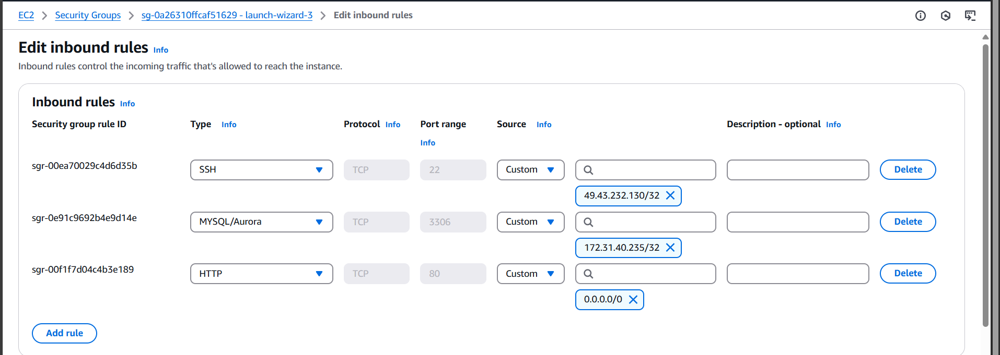 EC2 > Security Groups > sg-0a26310ffcaf51629 - launch-wizard-3 > Edit inbound rules
Edit inbound rules Info
Inbound rules control the incoming traffic that's allowed to reach the instance.
Inbound rules Info
Security group rule ID Type Info Protocol Info Port range Info Source Info Description - optional Info
sgr-00ea70029c4d6d35b SSH TCP 22 Custom Delete
49.43.232.130/32
sgr-0e91c9692b4e9d14e MYSQL/Aurora TCP 3306 Custom Delete
172.31.40.235/32
sgr-00f1f7d04c4b3e189 HTTP TCP 80 Custom Delete
0.0.0.0/0
Add rule